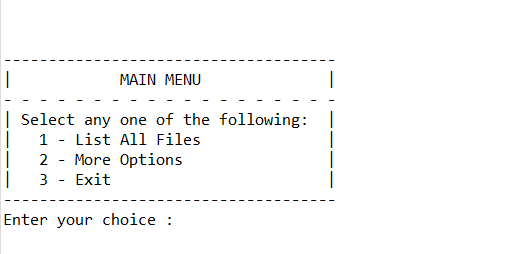 -------------------------------------
|            MAIN MENU              |
- - - - - - - - - - - - - - - - - - -
| Select any one of the following:  |
|   1 - List All Files              |
|   2 - More Options                |
|   3 - Exit                        |
-------------------------------------
Enter your choice :